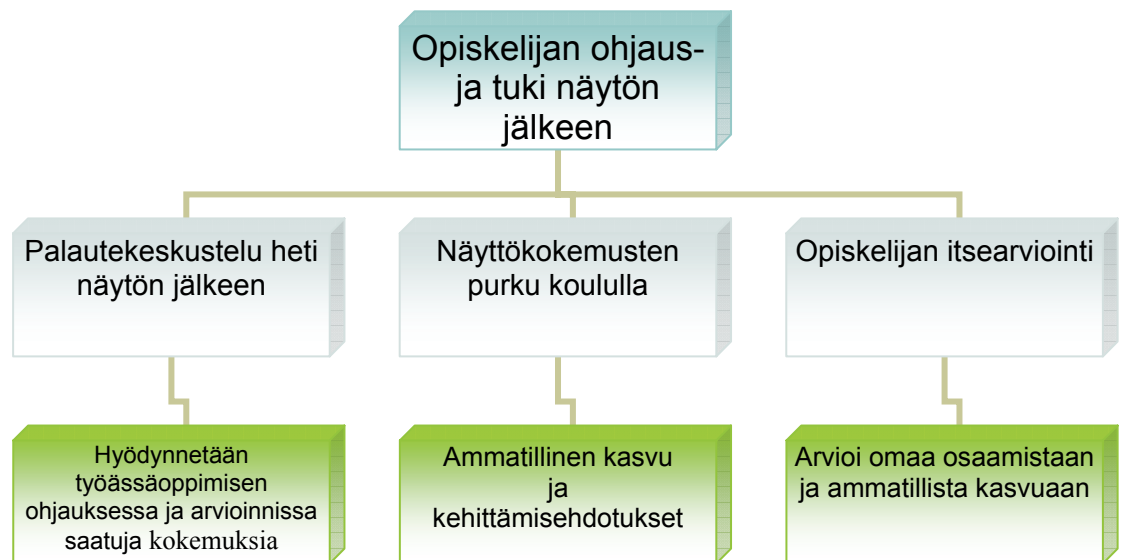 Opiskelijan ohjaus-
ja tuki näytön
jälkeen
Palautekeskustelu heti
näytön jälkeen
Näyttökokemusten
purku koululla
Opiskelijan itsearviointi
Hyödynnetään
työässäoppimisen
ohjauksessa ja arvioinnissa
saatuja kokemuksia
Ammatillinen kasvu
ja
kehittämisehdotukset
Arvioi omaa osaamistaan
ja ammatillista kasvuaan